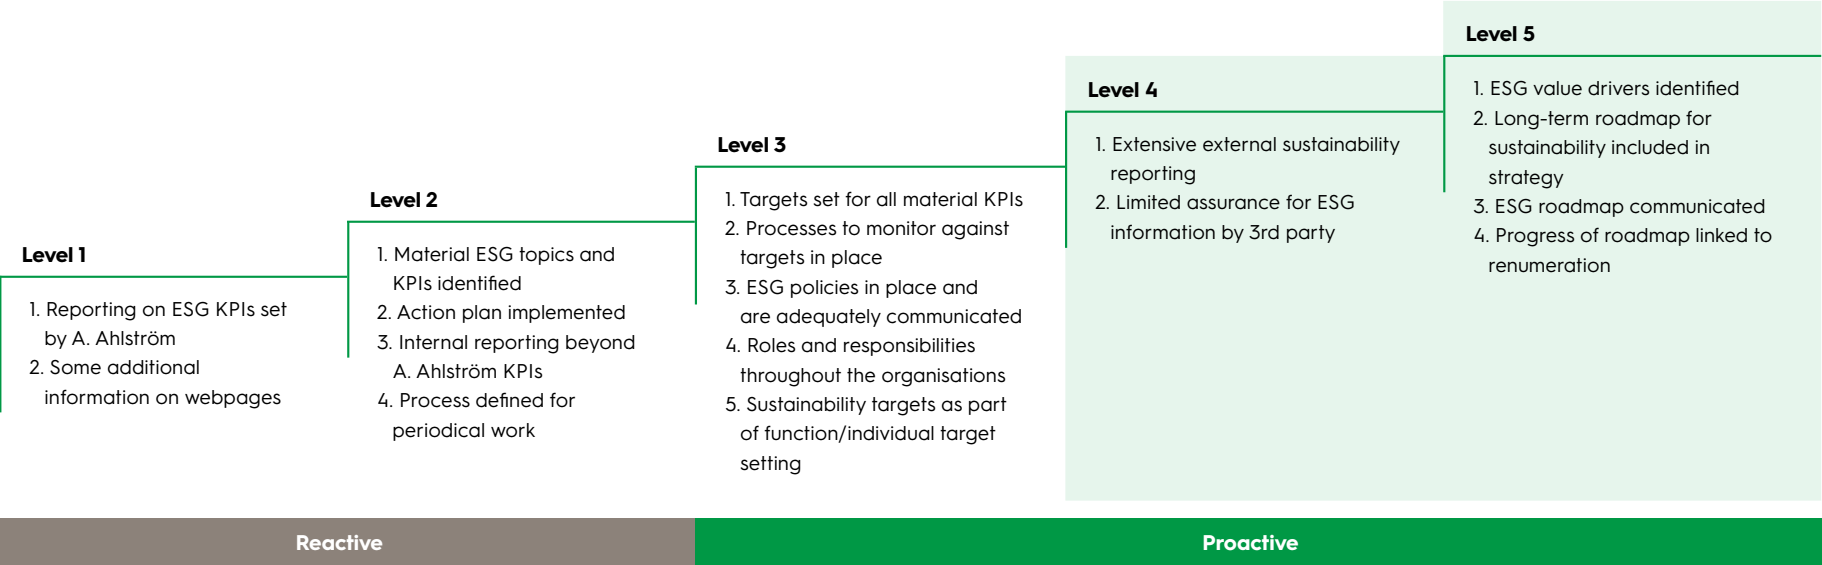 Level 1
1. Reporting on ESG KPIs set
by A. Ahlström
2. Some additional
information on webpages
Level 2
1. Material ESG topics and
KPIs identified
2. Action plan implemented
3. Internal reporting beyond
A. Ahlström KPIs
4. Process defined for
periodical work
Level 3
1. Targets set for all material KPIs
2. Processes to monitor against
targets in place
3. ESG policies in place and
are adequately communicated
4. Roles and responsibilities
throughout the organisations
5. Sustainability targets as part
of function/individual target
setting
Level 4
1. Extensive external sustainability
reporting
2. Limited assurance for ESG
information by 3rd party
Level 5
1. ESG value drivers identified
2. Long-term roadmap for
sustainability included in
strategy
3. ESG roadmap communicated
4. Progress of roadmap linked to
renumeration
Reactive
Proactive